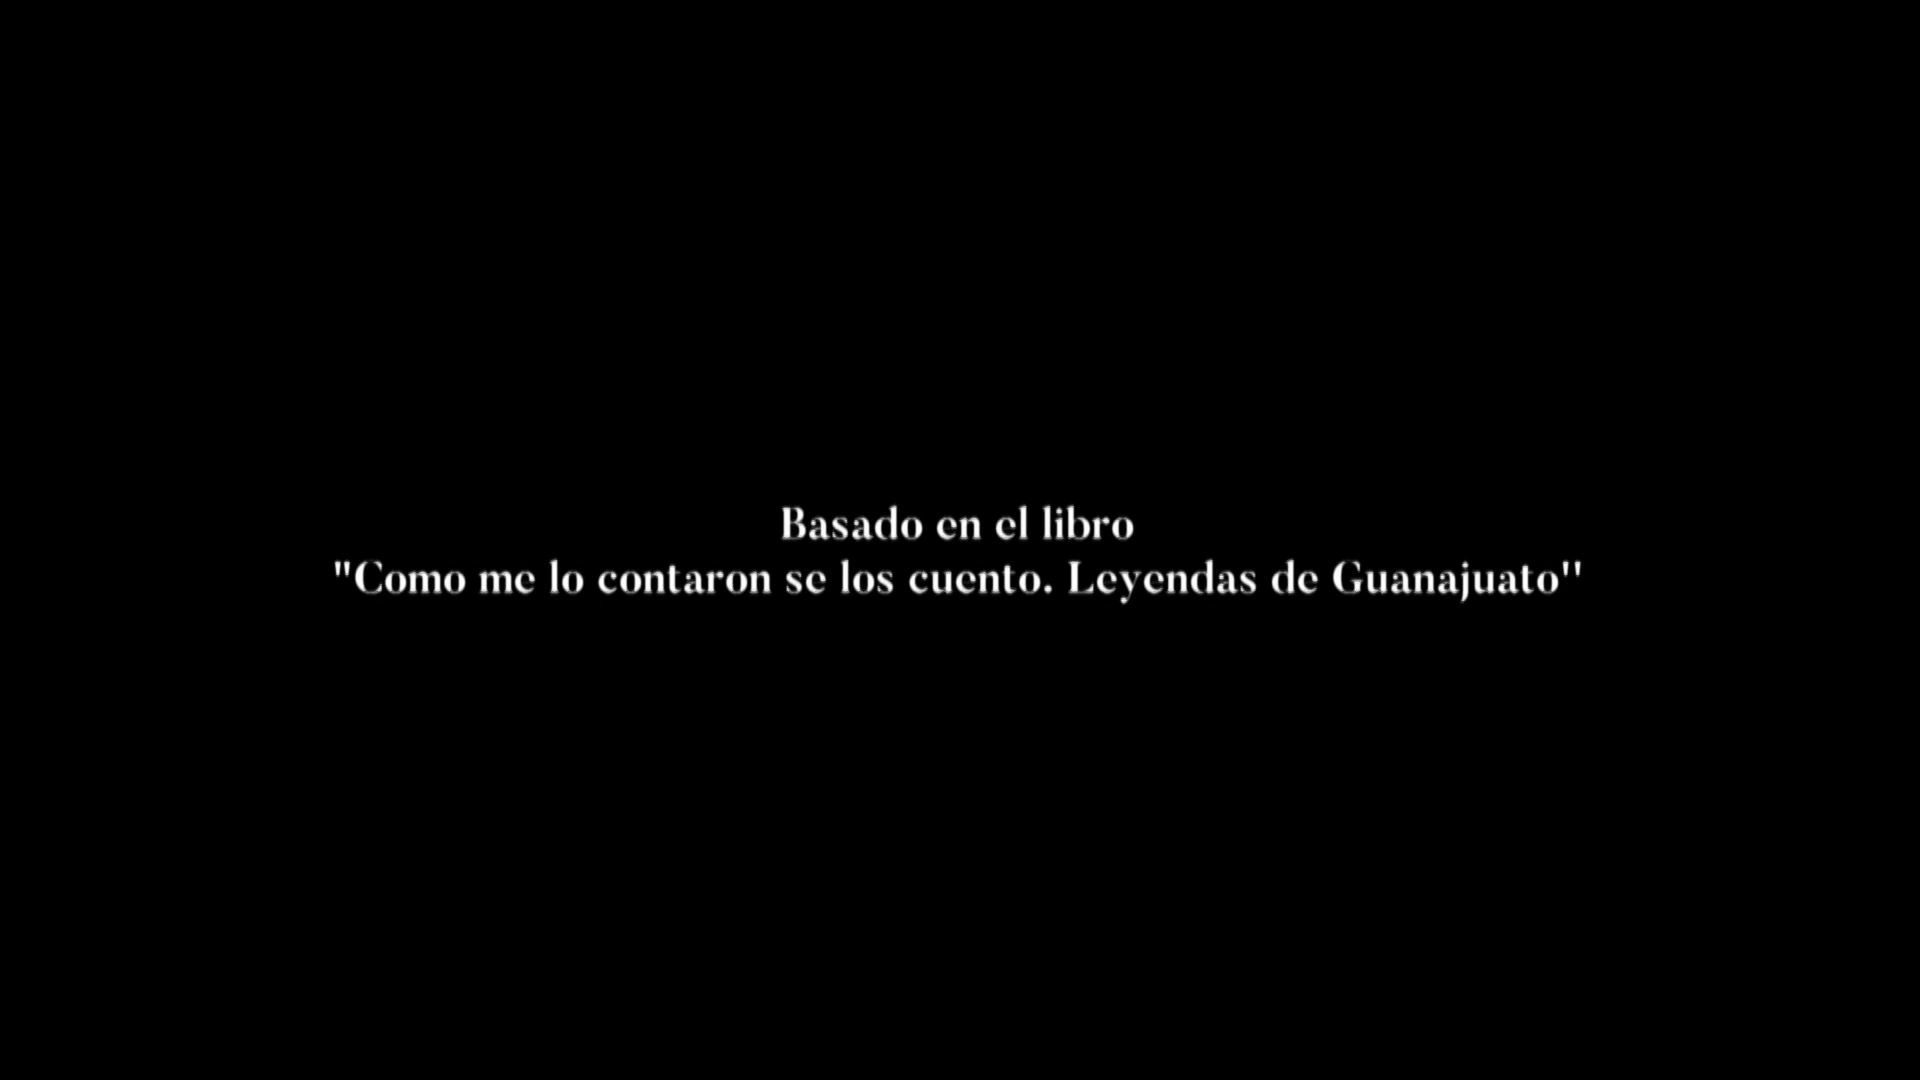 Basado en el libro
"Como me lo contaron se los cuento. Leyendas de Guanajuato"